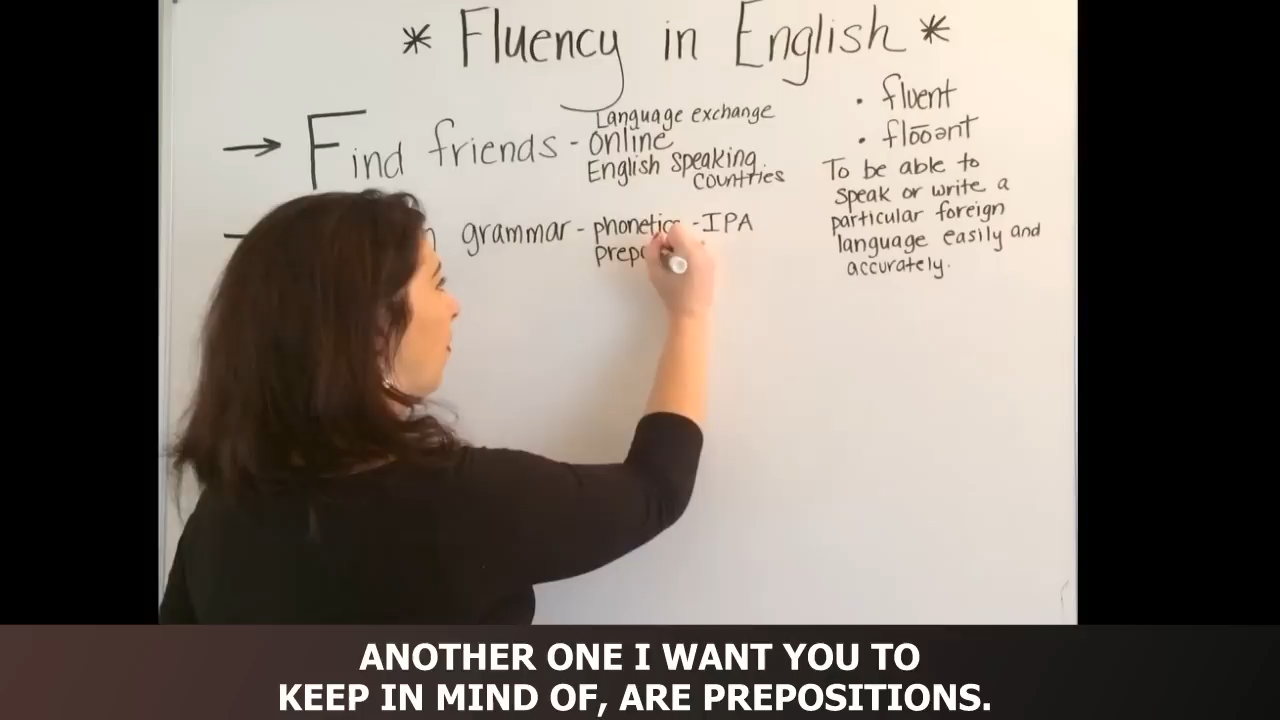 * Fluency in English *
→ Find friends - Language exchange
Online
English speaking
countries
grammar - phonetics - IPA
prepo
• fluent
• flōōənt
To be able to
speak or write a
particular foreign
language easily and
accurately.
ANOTHER ONE I WANT YOU TO
KEEP IN MIND OF, ARE PREPOSITIONS.